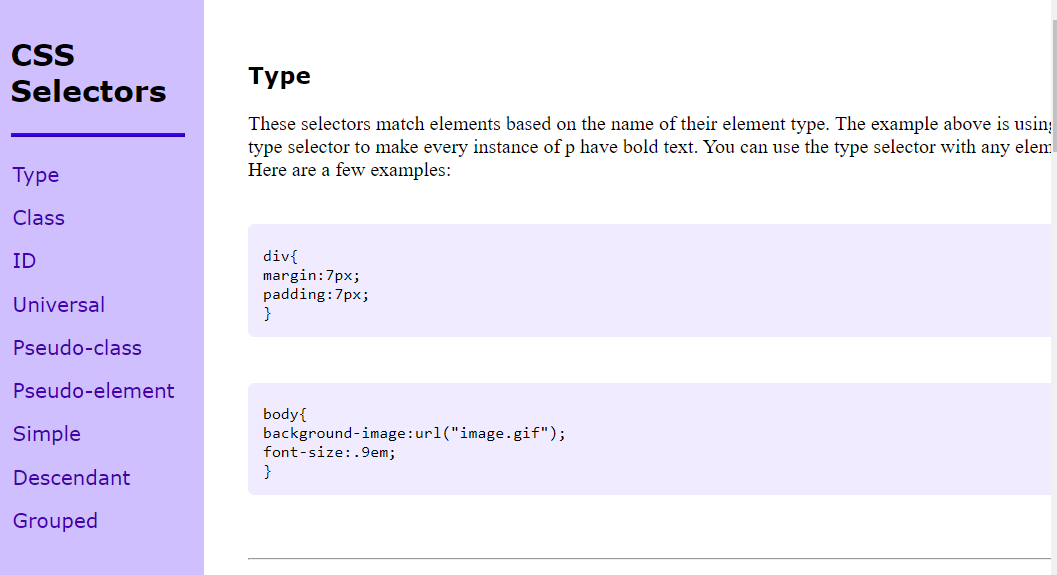 CSS
Selectors
Type
Class
ID
Universal
Pseudo-class
Pseudo-element
Simple
Descendant
Grouped
Type
These selectors match elements based on the name of their element type. The example above is using
type selector to make every instance of p have bold text. You can use the type selector with any elem
Here are a few examples:
div{
margin:7px;
padding:7px;
}
body{
background-image:url("image.gif");
font-size:.9em;
}